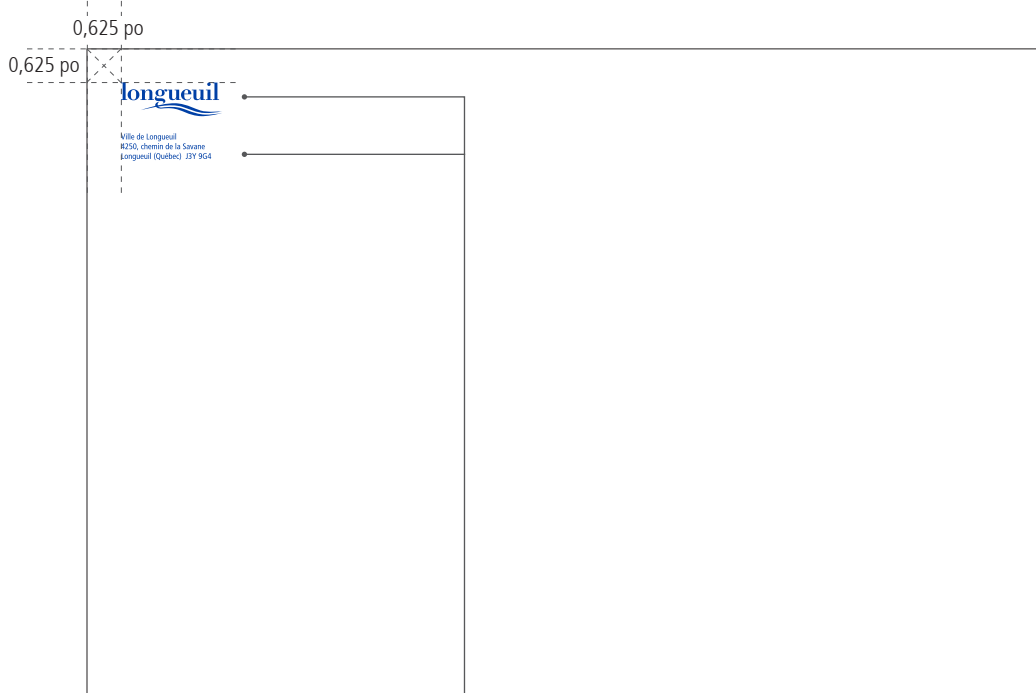 0,625 po
0,625 po
longueuil
Ville de Longueuil
4250, chemin de la Savane
Longueuil (Québec)  J3Y 9G4